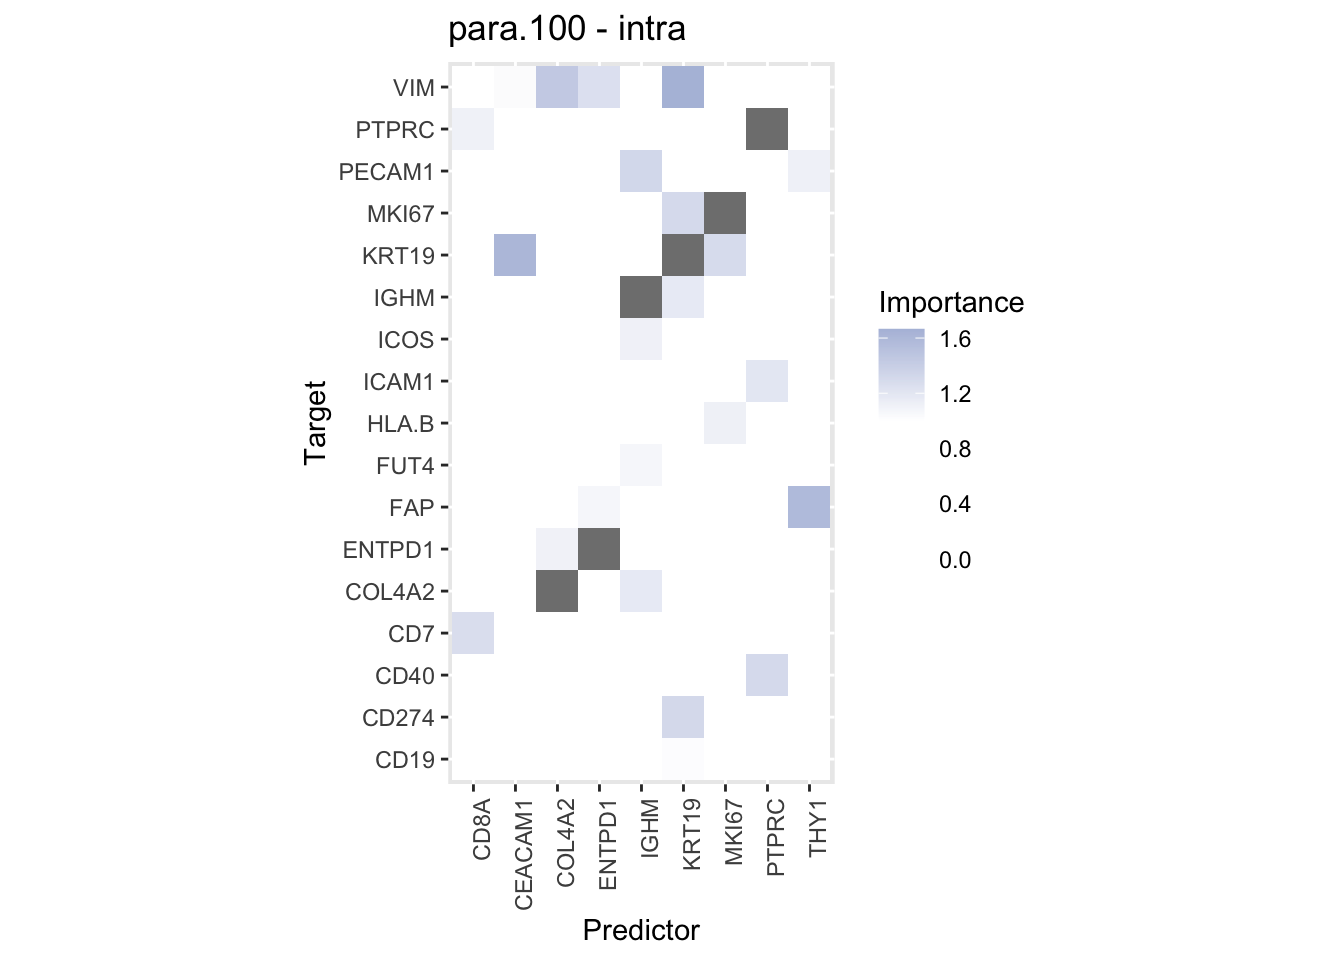 para.100 - intra
VIM
PTPRC
PECAM1
MKI67
KRT19
IGHM
ICOS
ICAM1
HLA.B
FUT4
FAP
ENTPD1
COL4A2
CD7
CD40
CD274
CD19
Target
CD8A
CEACAM1
COL4A2
ENTPD1
IGHM
KRT19
MKI67
PTPRC
THY1
Predictor
Importance
1.6
1.2
0.8
0.4
0.0